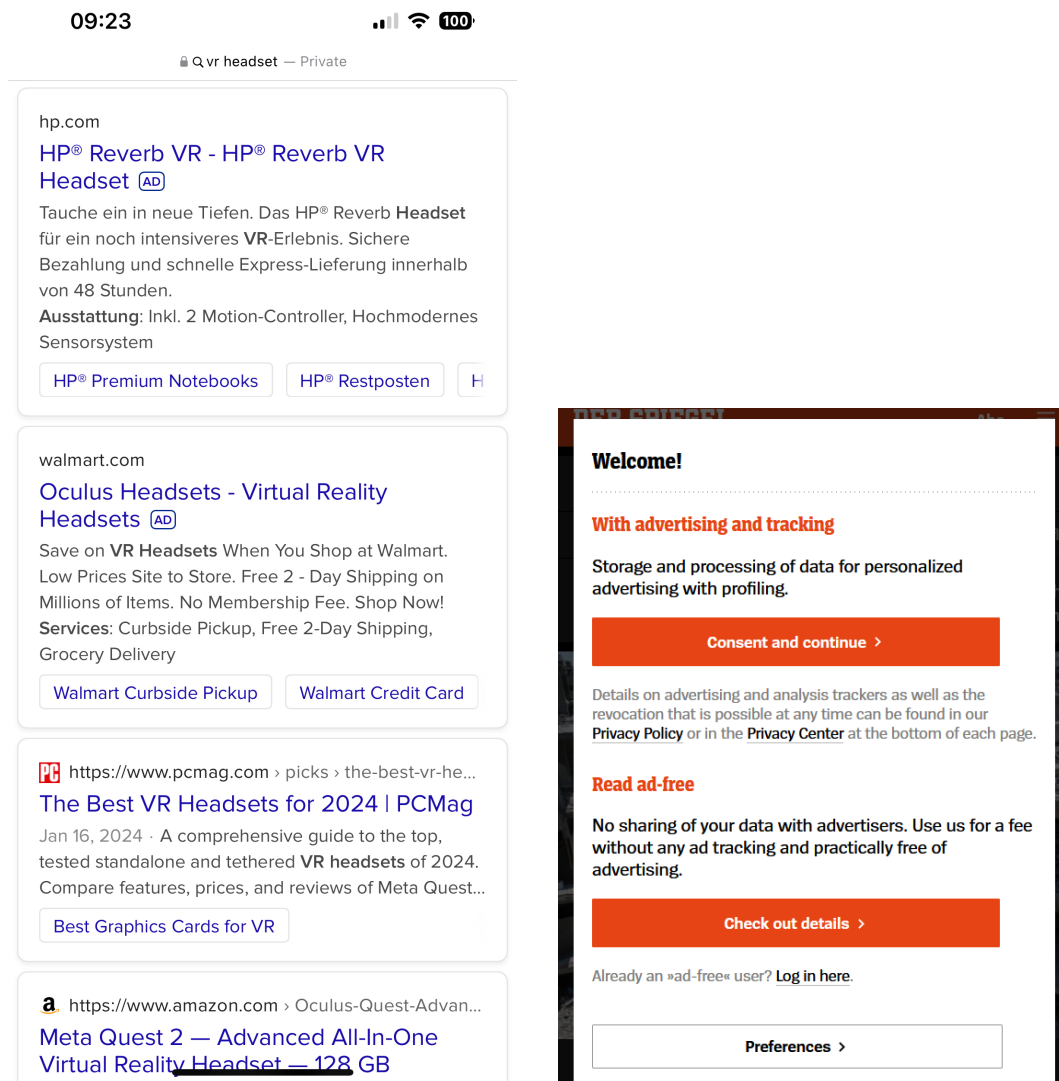 09:23
100
vr headset — Private
hp.com
HP® Reverb VR - HP® Reverb VR
Headset AD
Tauche ein in neue Tiefen. Das HP® Reverb Headset
für ein noch intensiveres VR-Erlebnis. Sichere
Bezahlung und schnelle Express-Lieferung innerhalb
von 48 Stunden.
Ausstattung: Inkl. 2 Motion-Controller, Hochmodernes
Sensorsystem
HP® Premium Notebooks
HP® Restposten
H
walmart.com
Oculus Headsets - Virtual Reality
Headsets AD
Save on VR Headsets When You Shop at Walmart.
Low Prices Site to Store. Free 2 - Day Shipping on
Millions of Items. No Membership Fee. Shop Now!
Services: Curbside Pickup, Free 2-Day Shipping,
Grocery Delivery
Walmart Curbside Pickup
Walmart Credit Card
PC https://www.pcmag.com › picks › the-best-vr-he...
The Best VR Headsets for 2024 | PCMag
Jan 16, 2024 · A comprehensive guide to the top,
tested standalone and tethered VR headsets of 2024.
Compare features, prices, and reviews of Meta Quest...
Best Graphics Cards for VR
a https://www.amazon.com › Oculus-Quest-Advan...
Meta Quest 2 — Advanced All-In-One
Virtual Reality Headset — 128 GB
DER SPIEGEL
Abo
Welcome!
With advertising and tracking
Storage and processing of data for personalized
advertising with profiling.
Consent and continue ›
Details on advertising and analysis trackers as well as the
revocation that is possible at any time can be found in our
Privacy Policy or in the Privacy Center at the bottom of each page.
Read ad-free
No sharing of your data with advertisers. Use us for a fee
without any ad tracking and practically free of
advertising.
Check out details ›
Already an »ad-free« user? Log in here.
Preferences ›